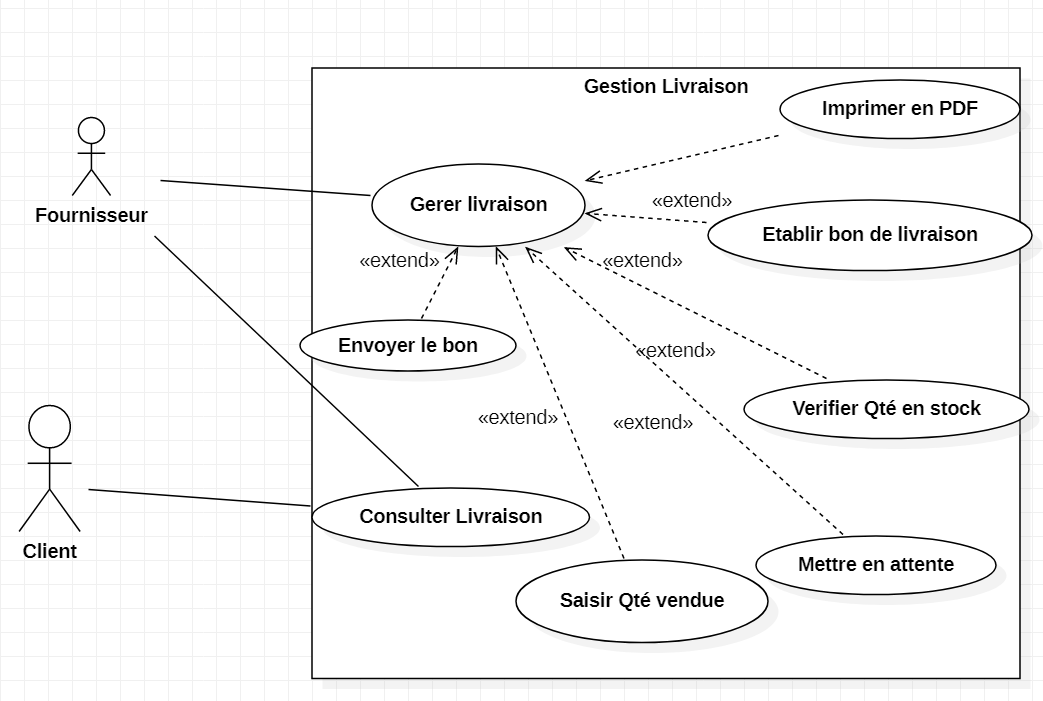 Gestion Livraison
Imprimer en PDF
Fournisseur
Gerer livraison
«extend»
Etablir bon de livraison
«extend»
«extend»
Envoyer le bon
«extend»
Verifier Qté en stock
«extend»
«extend»
Consulter Livraison
Client
Mettre en attente
Saisir Qté vendue